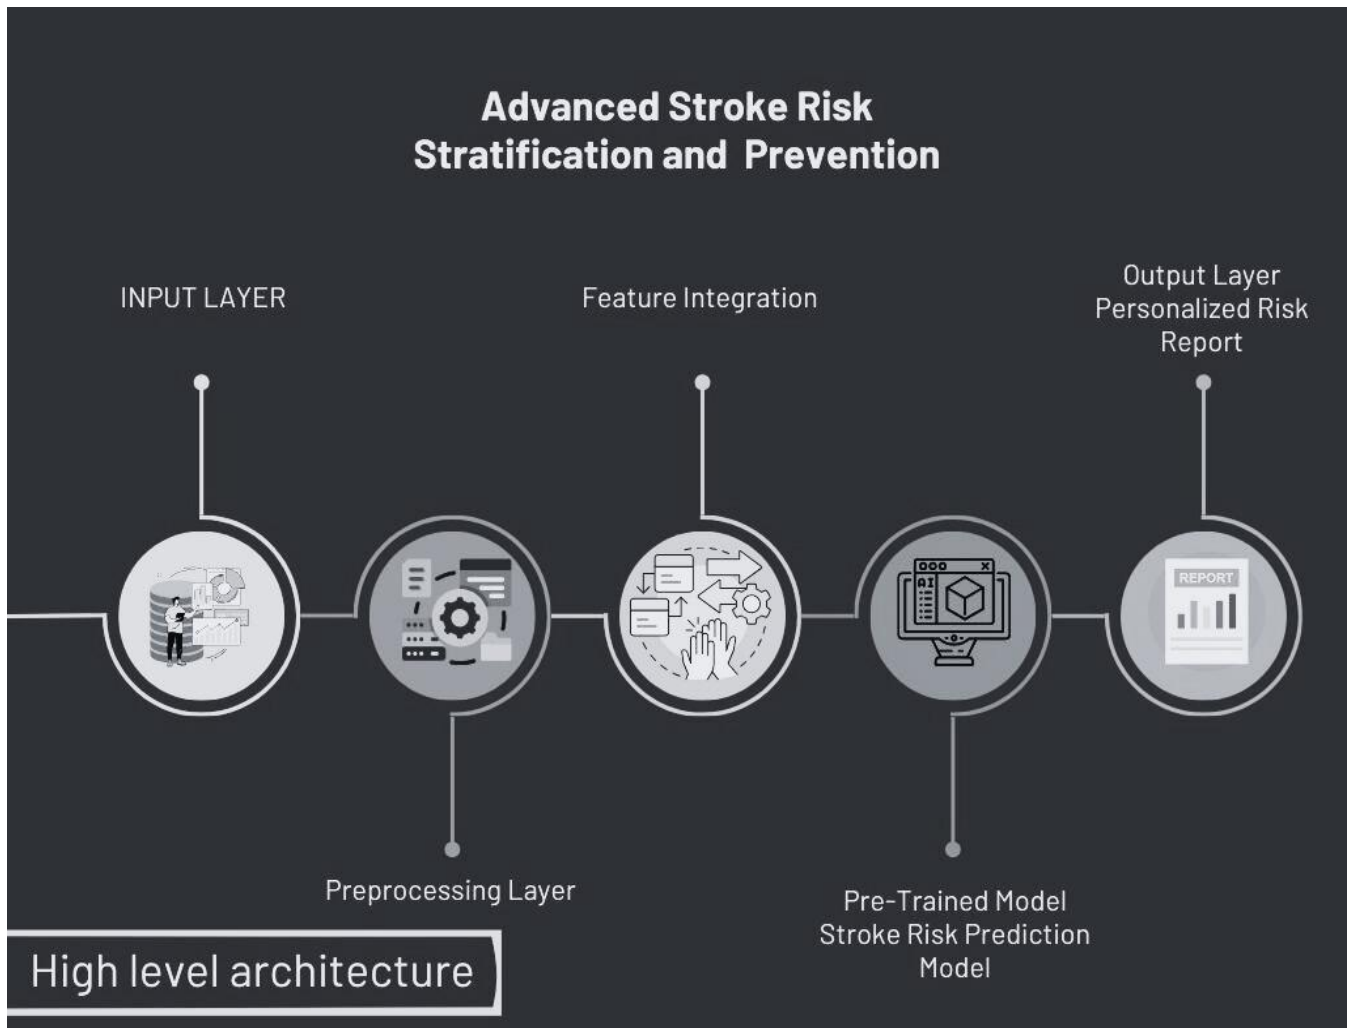 Advanced Stroke Risk
Stratification and Prevention
INPUT LAYER
Feature Integration
Output Layer
Personalized Risk
Report
AI
REPORT
Preprocessing Layer
Pre-Trained Model
Stroke Risk Prediction
Model
High level architecture